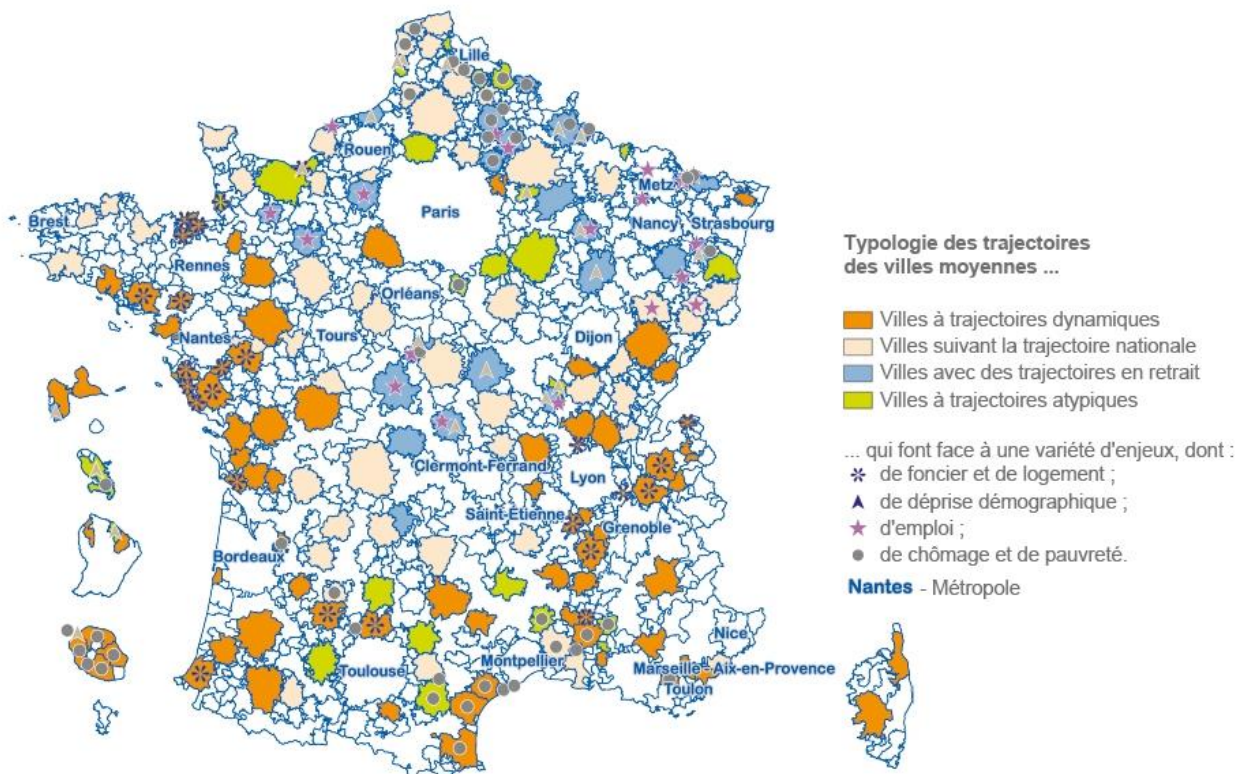 Lille
Rouen
Metz
Paris
Brest
Nancy
Strasbourg
Rennes
Orléans
Nantes
Tours
Dijon
Clermont-Ferrand
Lyon
Saint-Étienne
Grenoble
Bordeaux
Nice
Montpellier
Toulouse
Marseille - Aix-en-Provence
Toulon
Typologie des trajectoires
des villes moyennes ...
Villes à trajectoires dynamiques
Villes suivant la trajectoire nationale
Villes avec des trajectoires en retrait
Villes à trajectoires atypiques
... qui font face à une variété d'enjeux, dont :
de foncier et de logement ;
de déprise démographique ;
d'emploi ;
de chômage et de pauvreté.
Nantes - Métropole